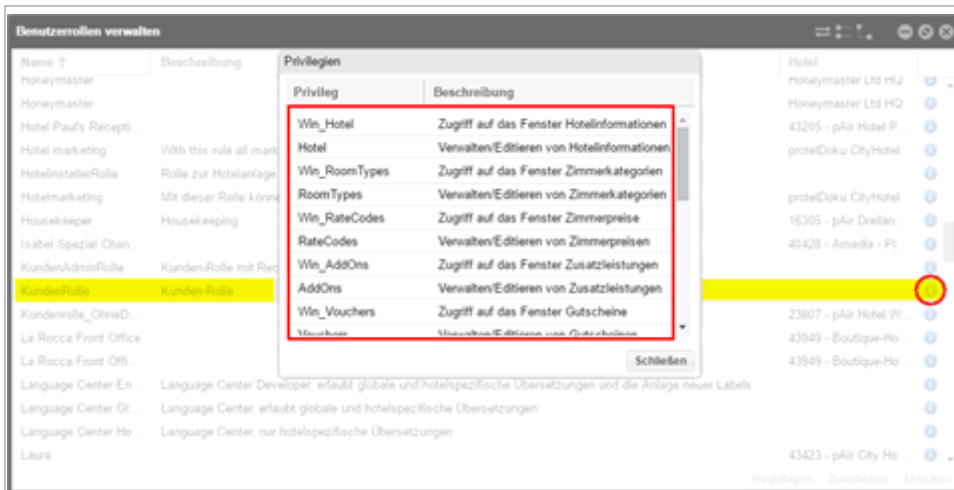 Benutzerrollen verwalten
Name ↑ Beschreibung Hotel
Honeymaster Honeymaster Ltd HQ
Honeymaster Honeymaster Ltd HQ
Hotel Paul's Récepti... 43205 - pAir Hotel P...
Hotel marketing With this role all mark protelDoku CityHotel
HotelinstallerRolle Rolle zur Hotelanlage
Hotelmarketing Mit dieser Rolle könne protelDoku CityHotel
Housekeeper Housekeeping 16305 - pAir Dreilän...
Isabel Spezial Chan... 40428 - Amedia - Pl...
KundenAdminRolle Kunden-Rolle mit Rec
KundenRolle Kunden-Rolle
Kundenrolle_OhneD... 23807 - pAir Hotel W...
La Rocca Front Office 43949 - Boutique-Ho...
La Rocca Front Offi... 43949 - Boutique-Ho...
Language Center En... Language Center Developer, erlaubt globale und hotelspezifische Übersetzungen und die Anlage neuer Labels
Language Center Gl... Language Center, erlaubt globale und hotelspezifische Übersetzungen
Language Center Ho... Language Center, nur hotelspezifische Übersetzungen
Laura 43423 - pAir City Ho...
Hinzufügen Bearbeiten Löschen
Privilegien
Privileg Beschreibung
Win_Hotel Zugriff auf das Fenster Hotelinformationen
Hotel Verwalten/Editieren von Hotelinformationen
Win_RoomTypes Zugriff auf das Fenster Zimmerkategorien
RoomTypes Verwalten/Editieren von Zimmerkategorien
Win_RateCodes Zugriff auf das Fenster Zimmerpreise
RateCodes Verwalten/Editieren von Zimmerpreisen
Win_AddOns Zugriff auf das Fenster Zusatzleistungen
AddOns Verwalten/Editieren von Zusatzleistungen
Win_Vouchers Zugriff auf das Fenster Gutscheine
Vouchers Verwalten/Editieren von Gutscheinen
Schließen